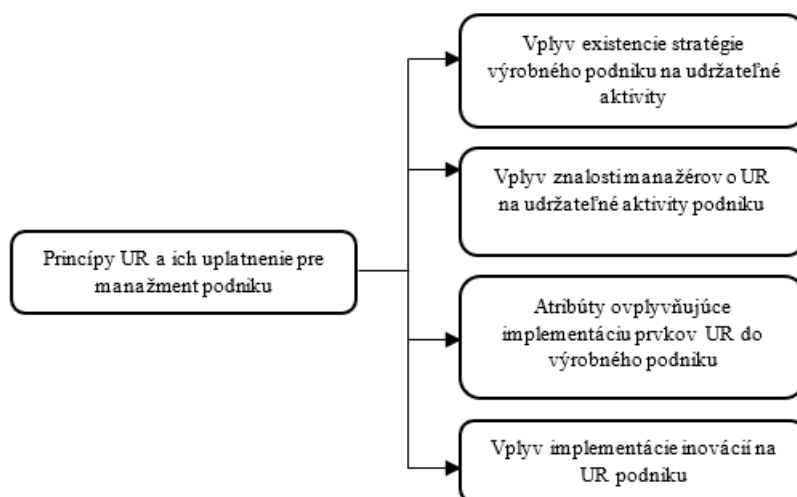 Vplyv existencie stratégie
výrobného podniku na udržateľné
aktivity
Vplyv znalosti manažérov o UR
na udržateľné aktivity podniku
Princípy UR a ich uplatnenie pre
manažment podniku
Atribúty ovplyvňujúce
implementáciu prvkov UR do
výrobného podniku
Vplyv implementácie inovácií na
UR podniku